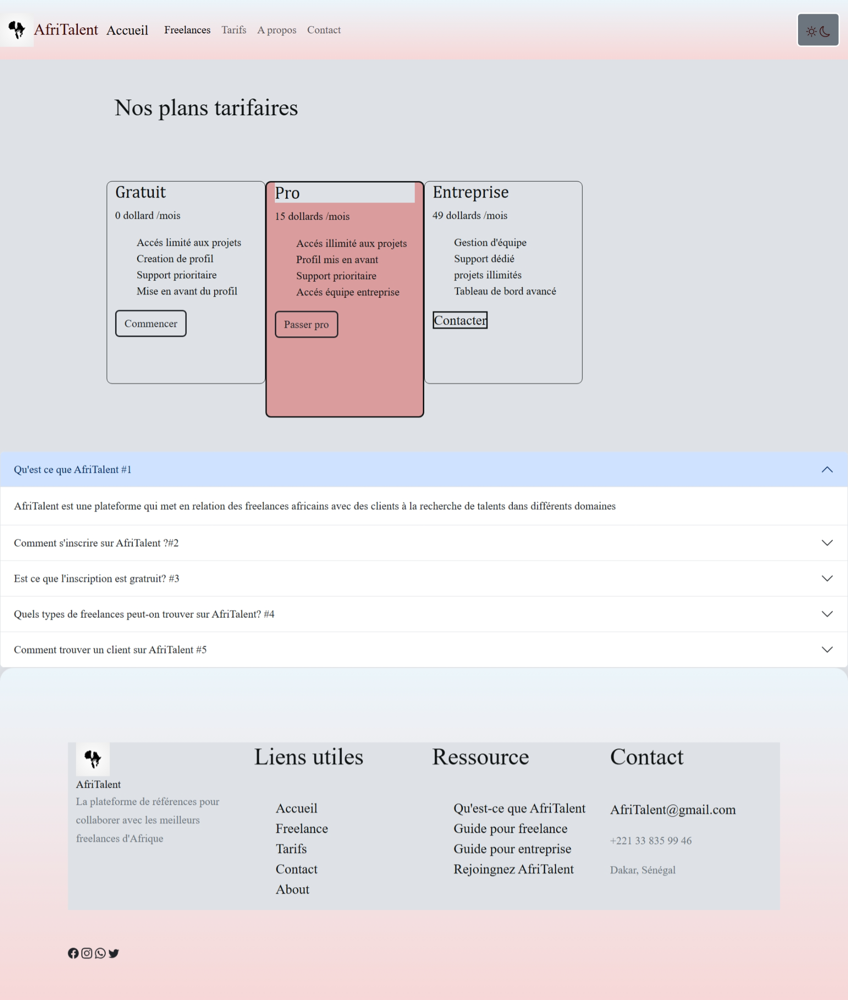 AfriTalent Accueil Freelances Tarifs A propos Contact
Nos plans tarifaires
Gratuit
0 dollard /mois
Accés limité aux projets
Creation de profil
Support prioritaire
Mise en avant du profil
Commencer
Pro
15 dollards /mois
Accés illimité aux projets
Profil mis en avant
Support prioritaire
Accés équipe entreprise
Passer pro
Entreprise
49 dollards /mois
Gestion d'équipe
Support dédié
projets illimités
Tableau de bord avancé
Contacter
Qu'est ce que AfriTalent #1
AfriTalent est une plateforme qui met en relation des freelances africains avec des clients à la recherche de talents dans différents domaines
Comment s'inscrire sur AfriTalent ?#2
Est ce que l'inscription est gratruit? #3
Quels types de freelances peut-on trouver sur AfriTalent? #4
Comment trouver un client sur AfriTalent #5
AfriTalent
La plateforme de références pour
collaborer avec les meilleurs
freelances d'Afrique
Liens utiles
Accueil
Freelance
Tarifs
Contact
About
Ressource
Qu'est-ce que AfriTalent
Guide pour freelance
Guide pour entreprise
Rejoingnez AfriTalent
Contact
AfriTalent@gmail.com
+221 33 835 99 46
Dakar, Sénégal